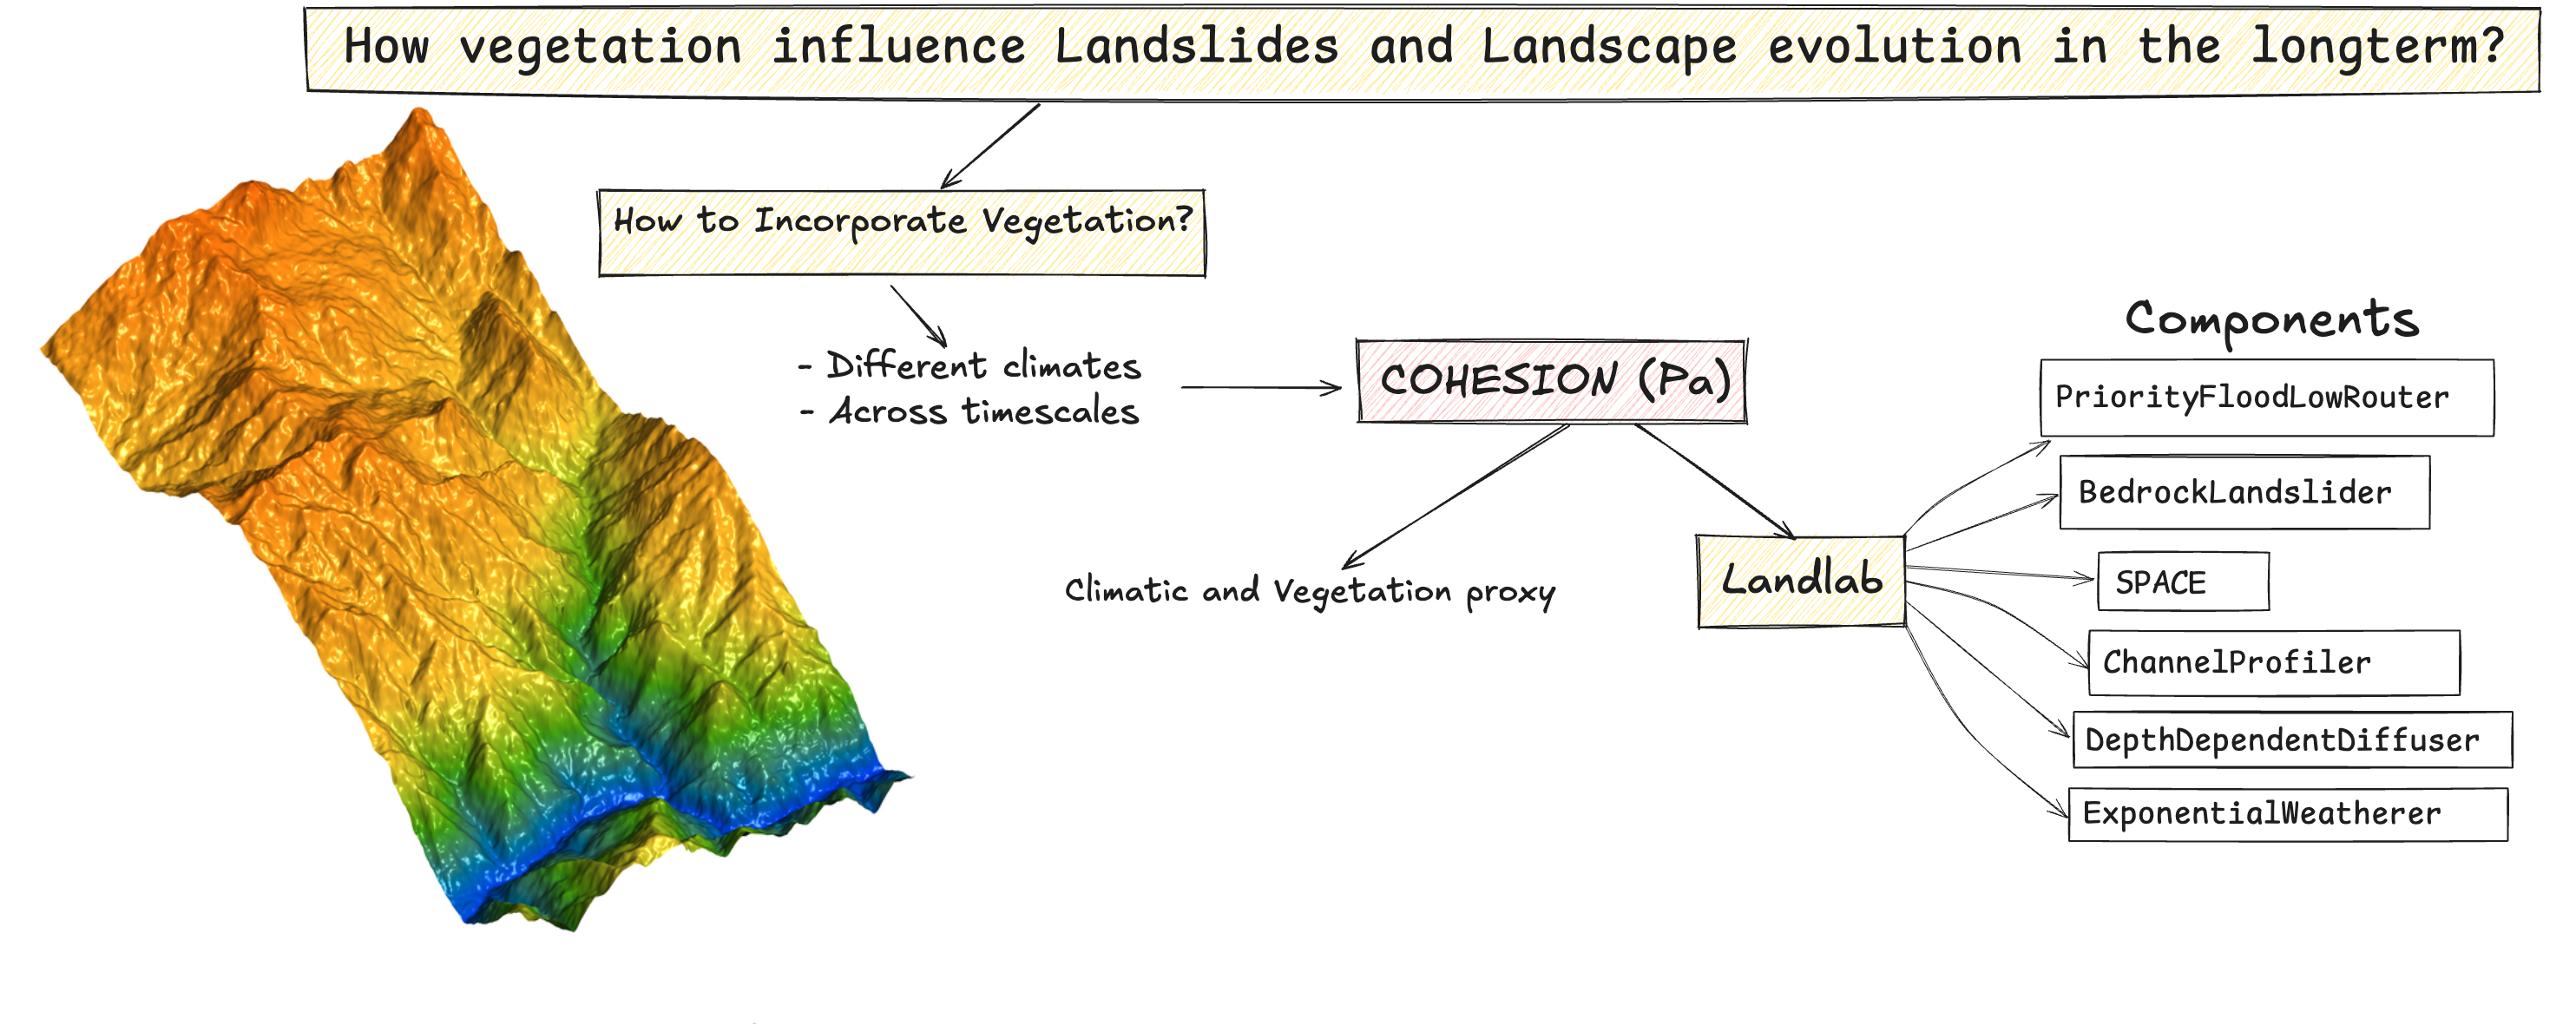 How vegetation influence Landslides and Landscape evolution in the longterm?
How to Incorporate Vegetation?
- Different climates
- Across timescales
COHESION (Pa)
Climatic and Vegetation proxy
Landlab
Components
PriorityFloodLowRouter
BedrockLandslider
SPACE
ChannelProfiler
DepthDependentDiffuser
ExponentialWeatherer